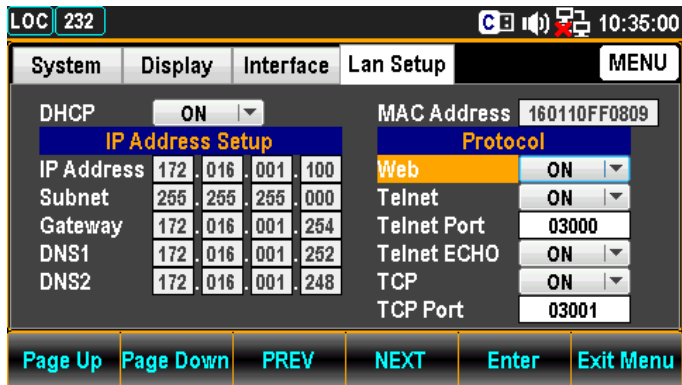 LOC 232 C 10:35:00
System Display Interface Lan Setup MENU
DHCP ON MAC Address 160110FF0809
IP Address Setup Protocol
IP Address 172 . 016 . 001 . 100 Web ON
Subnet 255 . 255 . 255 . 000 Telnet ON
Gateway 172 . 016 . 001 . 254 Telnet Port 03000
DNS1 172 . 016 . 001 . 252 Telnet ECHO ON
DNS2 172 . 016 . 001 . 248 TCP ON
TCP Port 03001
Page Up Page Down PREV NEXT Enter Exit Menu